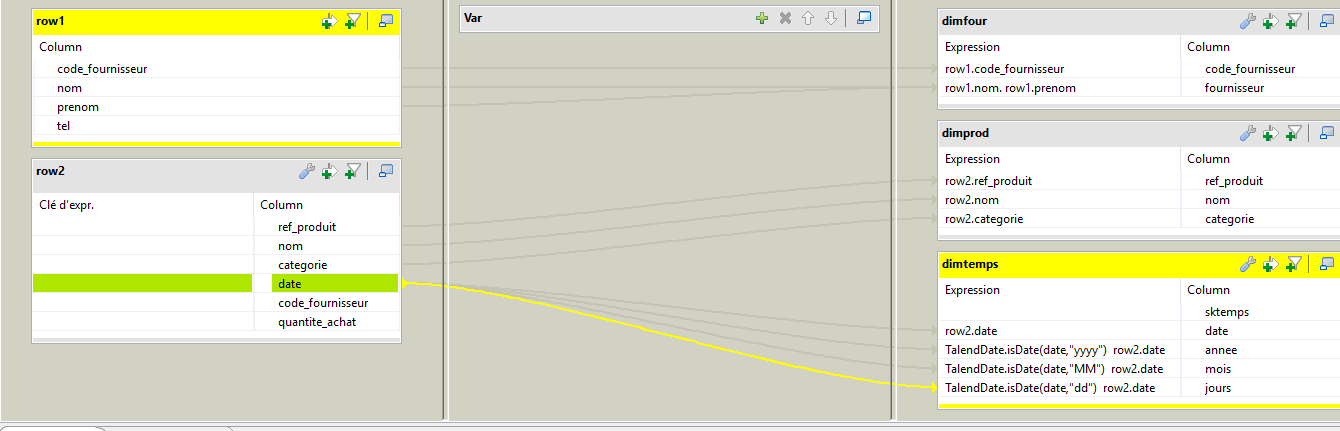 row1
Column
code_fournisseur
nom
prenom
tel
row2
Clé d'expr. Column
ref_produit
nom
categorie
date
code_fournisseur
quantite_achat
Var
dimfour
Expression Column
row1.code_fournisseur code_fournisseur
row1.nom. row1.prenom fournisseur
dimprod
Expression Column
row2.ref_produit ref_produit
row2.nom nom
row2.categorie categorie
dimtemps
Expression Column
sktemps
row2.date date
TalendDate.isDate(date,"yyyy") row2.date annee
TalendDate.isDate(date,"MM") row2.date mois
TalendDate.isDate(date,"dd") row2.date jours